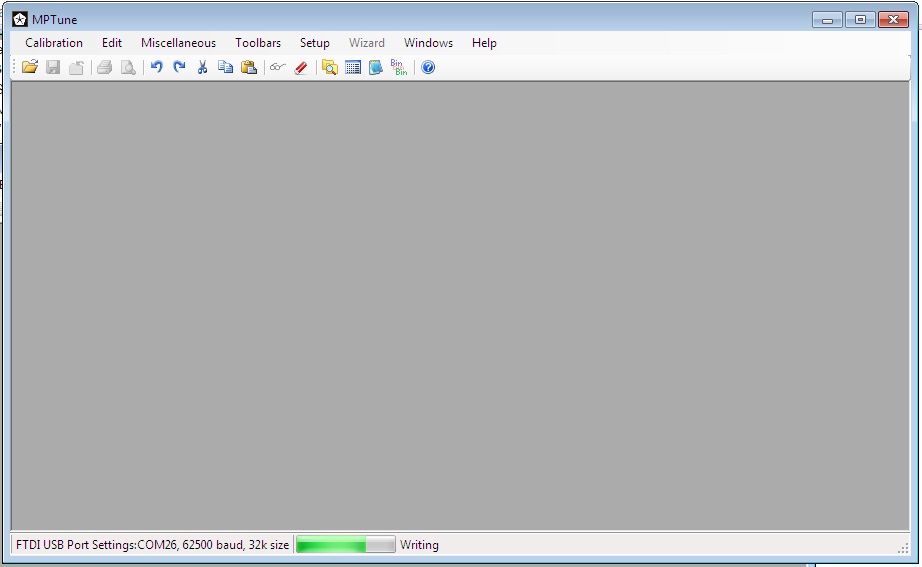 MPTune
Calibration Edit Miscellaneous Toolbars Setup Wizard Windows Help
Bin
Bin
FTDI USB Port Settings:COM26, 62500 baud, 32k size Writing